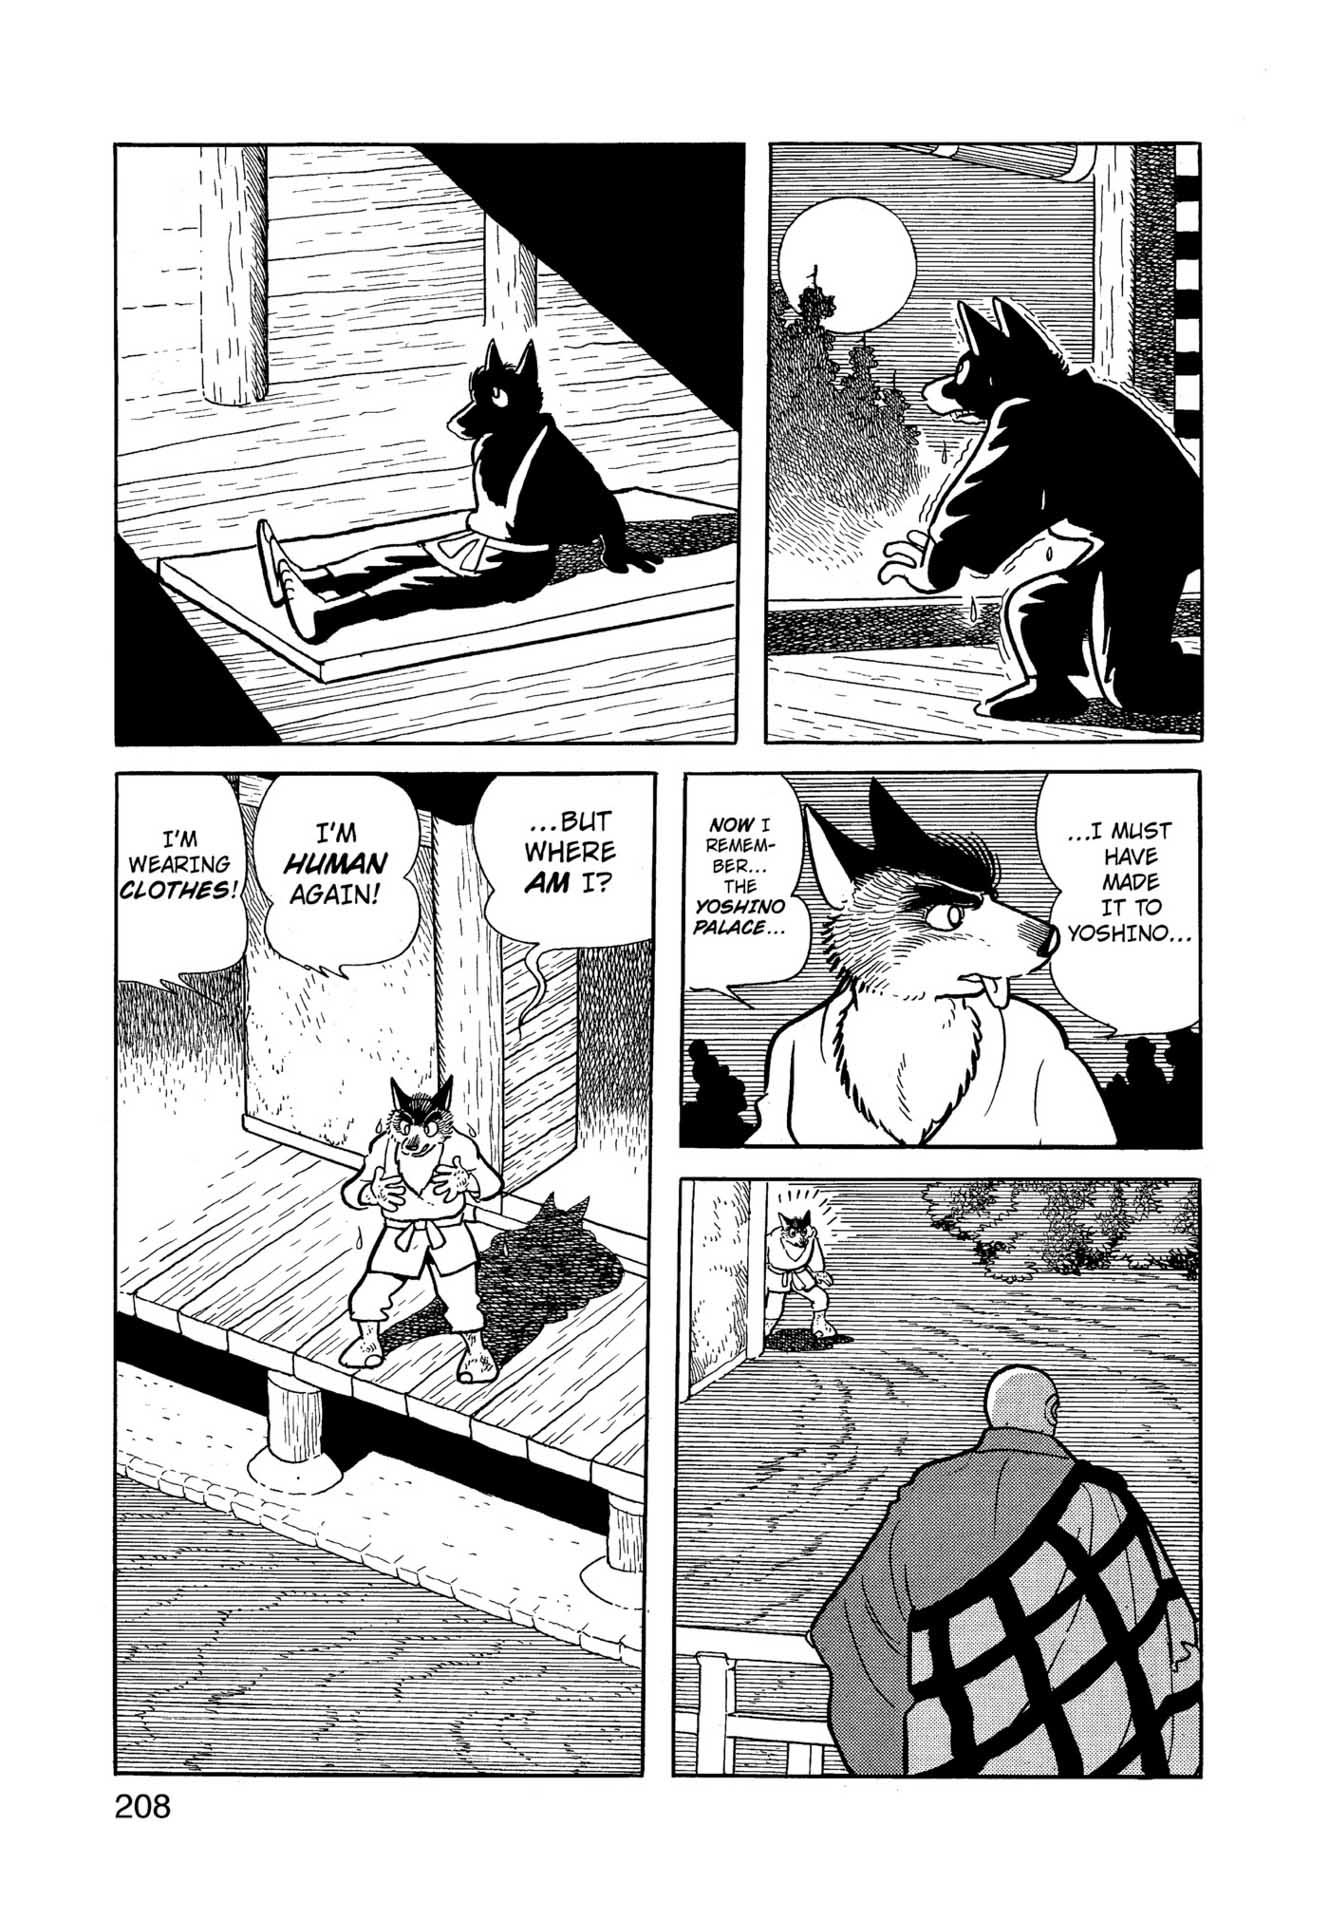 I'M
WEARING
CLOTHES!
I'M
HUMAN
AGAIN!
...BUT
WHERE
AM I?
NOW I
REMEM-
BER...
THE
YOSHINO
PALACE...
...I MUST
HAVE
MADE
IT TO
YOSHINO...
208